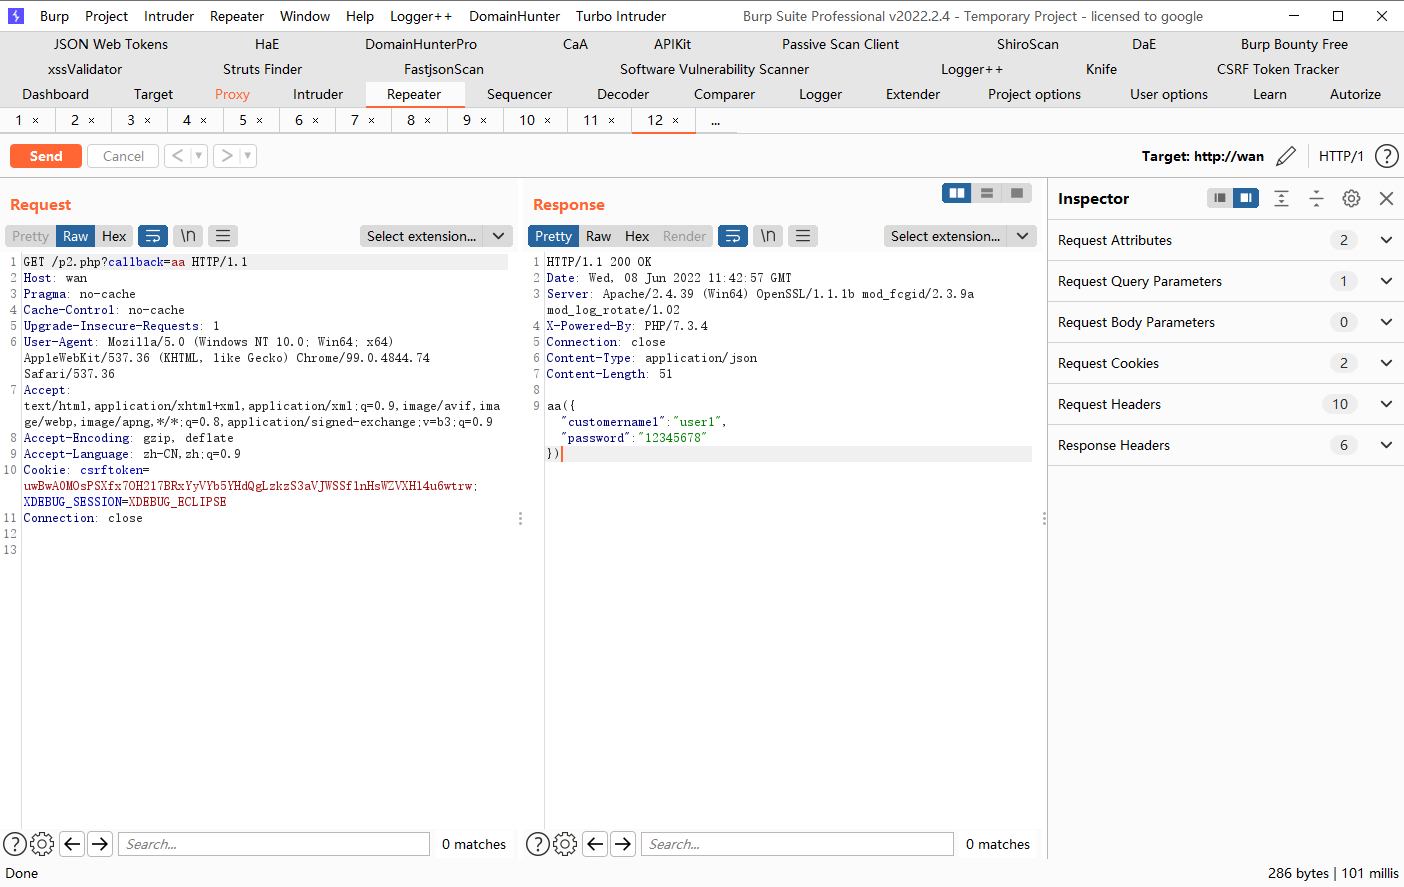 Burp Project Intruder Repeater Window Help Logger++ DomainHunter Turbo Intruder Burp Suite Professional v2022.2.4 - Temporary Project - licensed to google
JSON Web Tokens HaE DomainHunterPro CaA APIKit Passive Scan Client ShiroScan DaE Burp Bounty Free
xssValidator Struts Finder FastjsonScan Software Vulnerability Scanner Logger++ Knife CSRF Token Tracker
Dashboard Target Proxy Intruder Repeater Sequencer Decoder Comparer Logger Extender Project options User options Learn Autorize
1 × 2 × 3 × 4 × 5 × 6 × 7 × 8 × 9 × 10 × 11 × 12 × ...
Send Cancel < > Target: http://wan HTTP/1 ?
Request
Pretty Raw Hex \n Select extension...
1 GET /p2.php?callback=aa HTTP/1.1
2 Host: wan
3 Pragma: no-cache
4 Cache-Control: no-cache
5 Upgrade-Insecure-Requests: 1
6 User-Agent: Mozilla/5.0 (Windows NT 10.0; Win64; x64)
AppleWebKit/537.36 (KHTML, like Gecko) Chrome/99.0.4844.74
Safari/537.36
7 Accept:
text/html,application/xhtml+xml,application/xml;q=0.9,image/avif,ima
ge/webp,image/apng,*/*;q=0.8,application/signed-exchange;v=b3;q=0.9
8 Accept-Encoding: gzip, deflate
9 Accept-Language: zh-CN,zh;q=0.9
10 Cookie: csrftoken=
uwBwA0MOsPSXfx7OH217BRxYyVYb5YHdQgLzkzS3aVJWSSf1nHsWZVXH14u6wtrw;
XDEBUG_SESSION=XDEBUG_ECLIPSE
11 Connection: close
12
13
? Search... 0 matches
Response
Pretty Raw Hex Render \n Select extension...
1 HTTP/1.1 200 OK
2 Date: Wed, 08 Jun 2022 11:42:57 GMT
3 Server: Apache/2.4.39 (Win64) OpenSSL/1.1.1b mod_fcgid/2.3.9a
mod_log_rotate/1.02
4 X-Powered-By: PHP/7.3.4
5 Connection: close
6 Content-Type: application/json
7 Content-Length: 51
8
9 aa({
"customername1":"user1",
"password":"12345678"
})
? Search... 0 matches
Inspector
Request Attributes 2
Request Query Parameters 1
Request Body Parameters 0
Request Cookies 2
Request Headers 10
Response Headers 6
Done 286 bytes | 101 millis